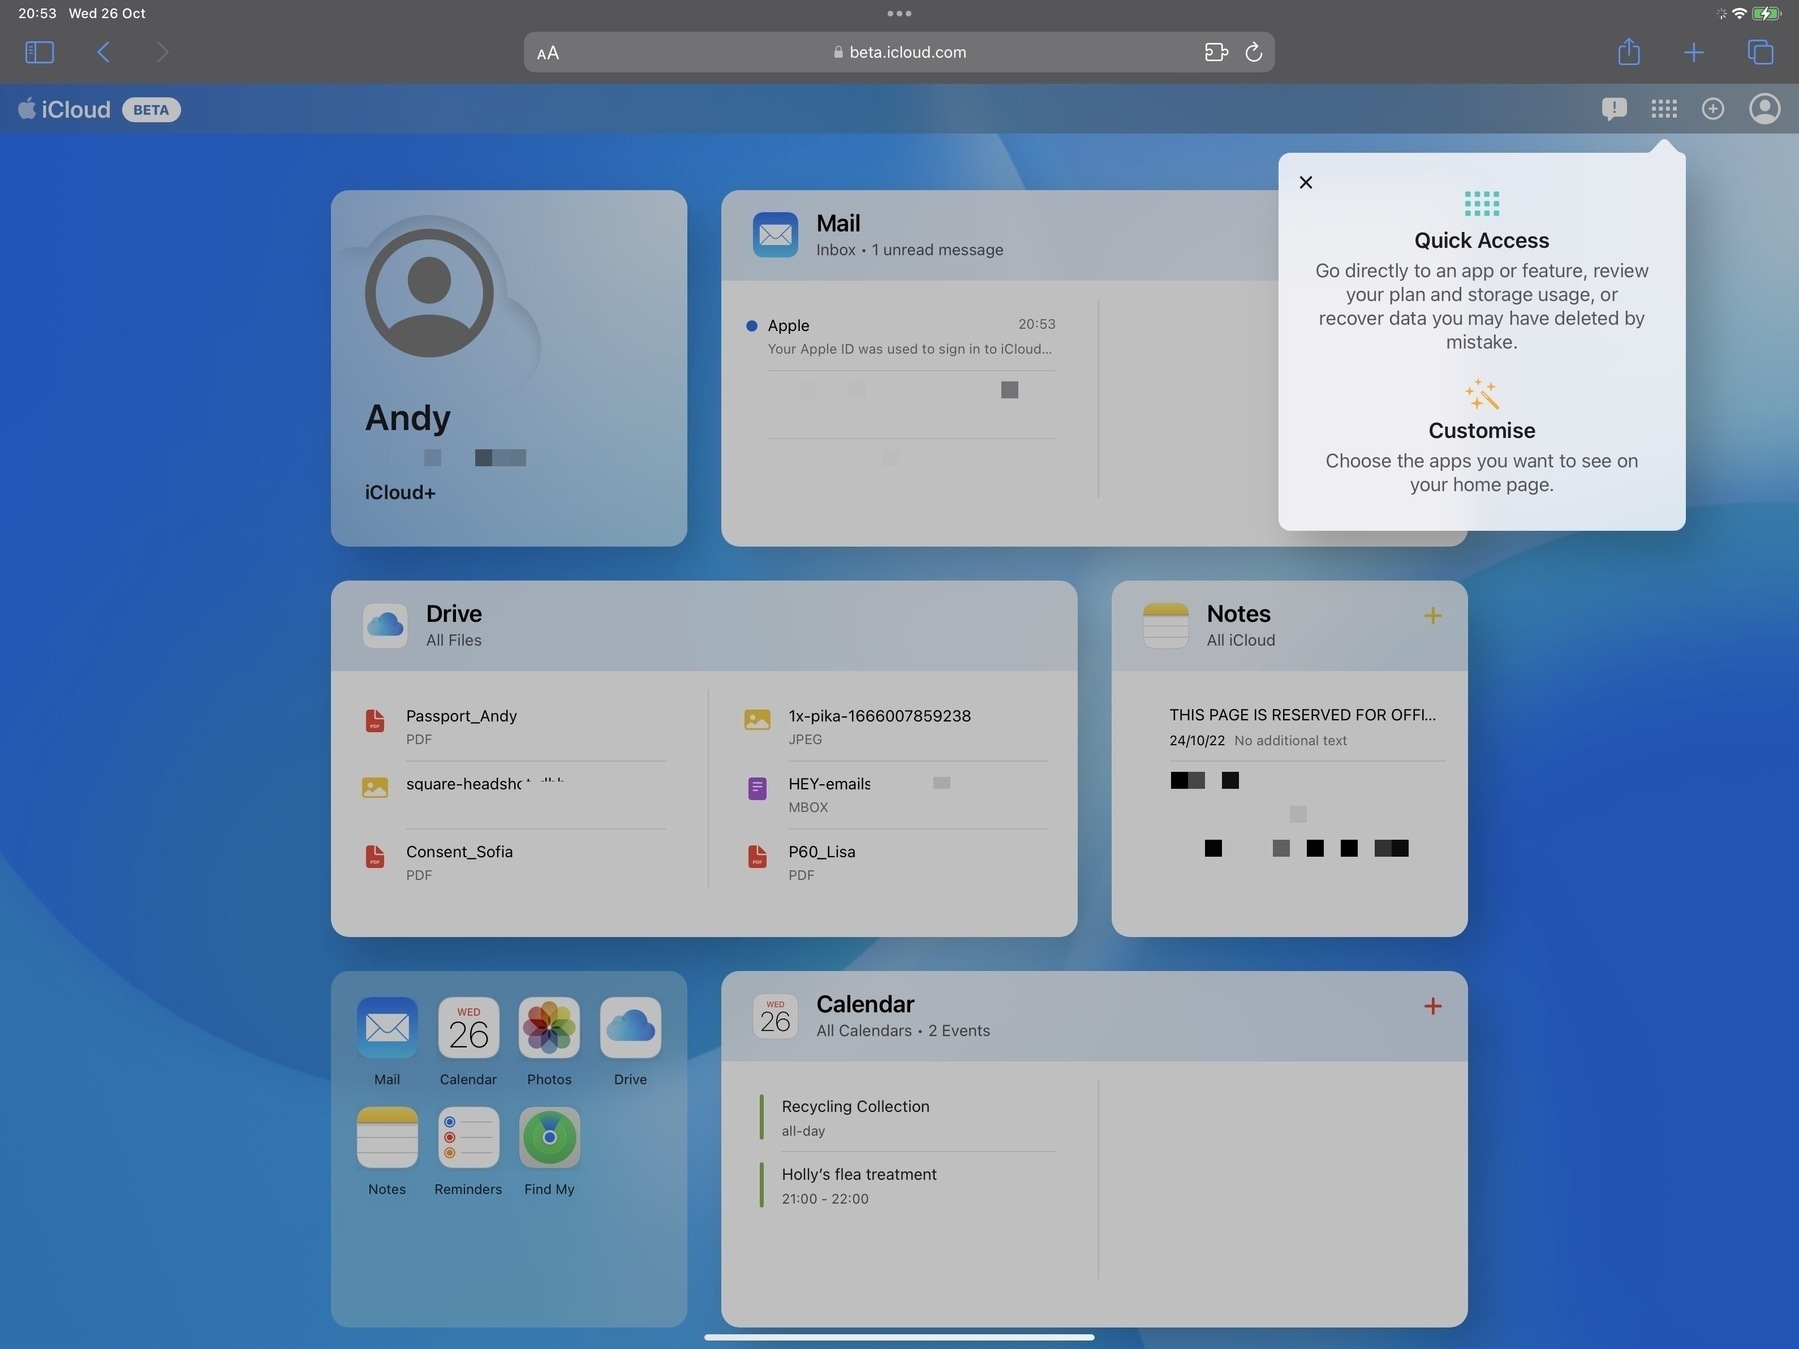 20:53 Wed 26 Oct
AA
beta.icloud.com
iCloud BETA
Quick Access
Go directly to an app or feature, review
your plan and storage usage, or
recover data you may have deleted by
mistake.
Customise
Choose the apps you want to see on
your home page.
Andy
iCloud+
Mail
Inbox • 1 unread message
Apple 20:53
Your Apple ID was used to sign in to iCloud...
Drive
All Files
Passport_Andy
PDF
Consent_Sofia
PDF
1x-pika-1666007859238
JPEG
HEY-emails
MBOX
P60_Lisa
PDF
Notes
All iCloud
THIS PAGE IS RESERVED FOR OFFI...
24/10/22 No additional text
WED
26
Mail Calendar Photos Drive
Notes Reminders Find My
WED
26
Calendar
All Calendars • 2 Events
Recycling Collection
all-day
Holly's flea treatment
21:00 - 22:00